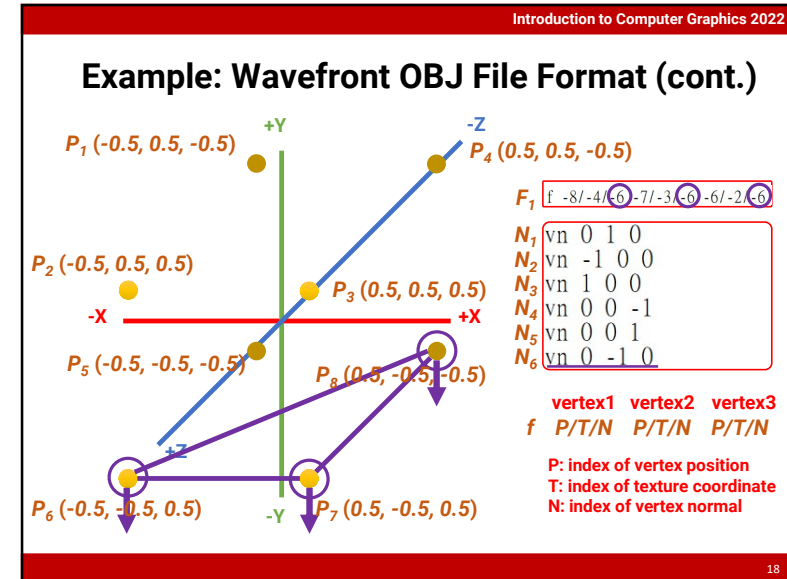 Introduction to Computer Graphics 2022
Example: Wavefront OBJ File Format (cont.)
+Y
-Z
P1 (-0.5, 0.5, -0.5)
P4 (0.5, 0.5, -0.5)
F1 f -8/-4/-6 -7/-3/-6 -6/-2/-6
N1 vn 0 1 0
N2 vn -1 0 0
N3 vn 1 0 0
N4 vn 0 0 -1
N5 vn 0 0 1
N6 vn 0 -1 0
P2 (-0.5, 0.5, 0.5)
P3 (0.5, 0.5, 0.5)
-X
+X
P5 (-0.5, -0.5, -0.5)
P8 (0.5, -0.5, -0.5)
vertex1 vertex2 vertex3
f P/T/N P/T/N P/T/N
+Z
P: index of vertex position
T: index of texture coordinate
N: index of vertex normal
P6 (-0.5, -0.5, 0.5)
-Y
P7 (0.5, -0.5, 0.5)
18